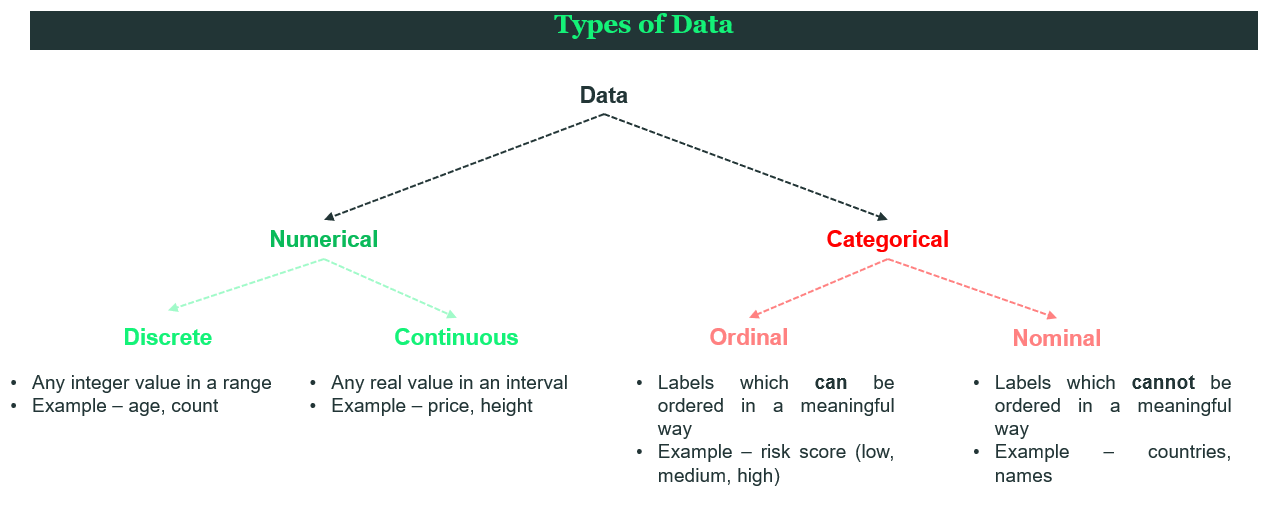 Types of Data
Data
Numerical
Categorical
Discrete
Continuous
Ordinal
Nominal
• Any integer value in a range
• Example – age, count
• Any real value in an interval
• Example – price, height
• Labels which can be
ordered in a meaningful
way
• Example – risk score (low,
medium, high)
• Labels which cannot be
ordered in a meaningful
way
• Example – countries,
names